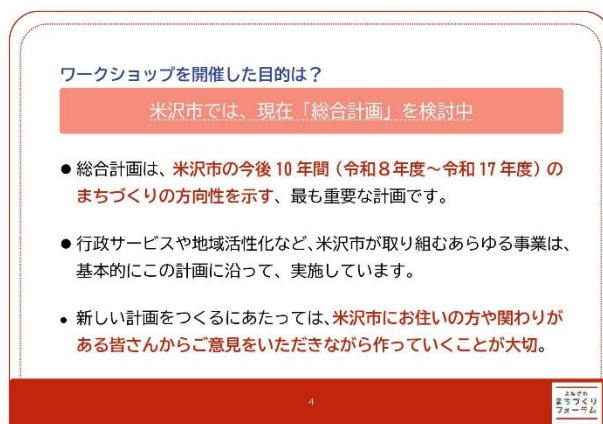 ワークショップを開催した目的は？
米沢市では、現在「総合計画」を検討中
● 総合計画は、米沢市の今後 10 年間（令和８年度～令和 17 年度）の
まちづくりの方向性を示す、最も重要な計画です。
● 行政サービスや地域活性化など、米沢市が取り組むあらゆる事業は、
基本的にこの計画に沿って、実施しています。
● 新しい計画をつくるにあたっては、米沢市にお住いの方や関わりが
ある皆さんからご意見をいただきながら作っていくことが大切。
4
よねざわ
まちづくり
フォーラム